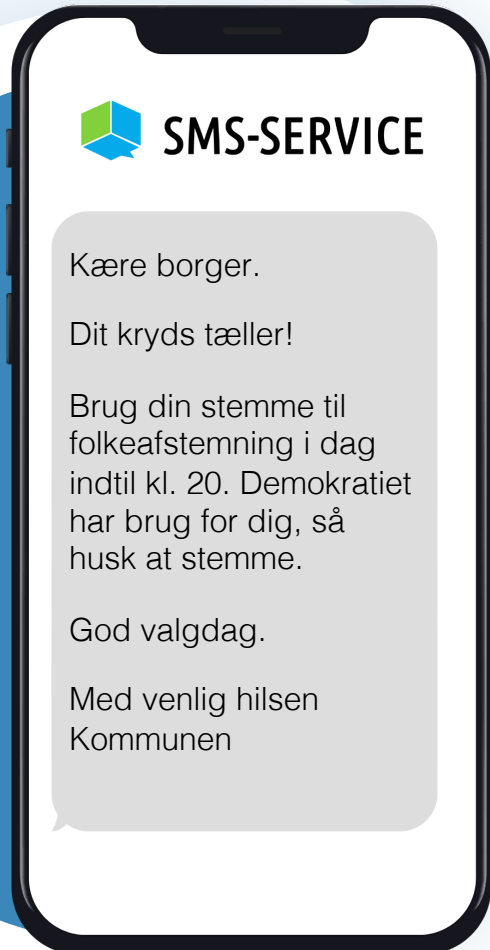 SMS-SERVICE
Kære borger.
Dit kryds tæller!
Brug din stemme til
folkeafstemning i dag
indtil kl. 20. Demokratiet
har brug for dig, så
husk at stemme.
God valgdag.
Med venlig hilsen
Kommunen